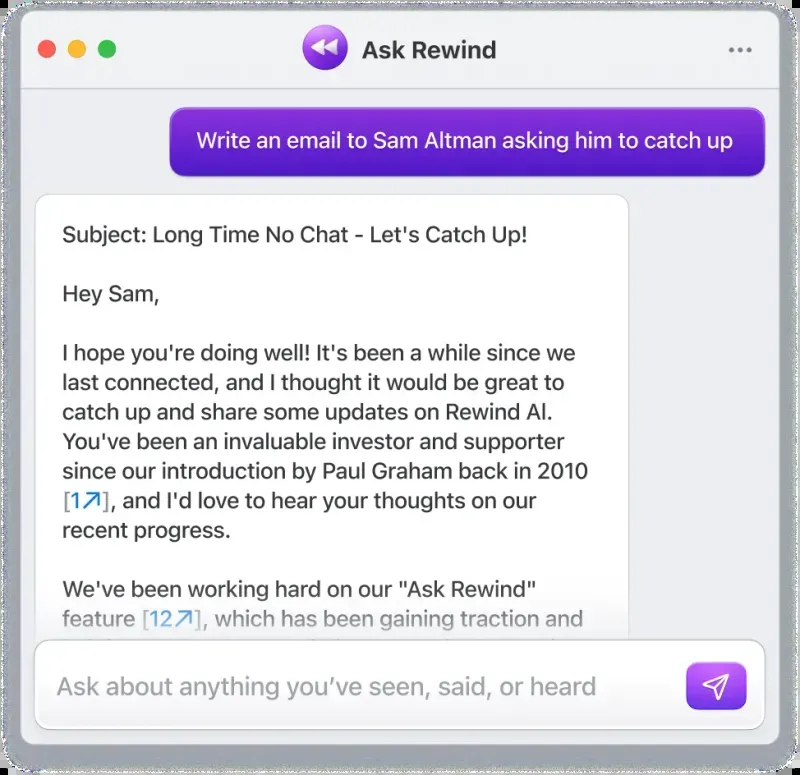 Ask Rewind
Write an email to Sam Altman asking him to catch up
Subject: Long Time No Chat - Let's Catch Up!
Hey Sam,
I hope you're doing well! It's been a while since we
last connected, and I thought it would be great to
catch up and share some updates on Rewind AI.
You've been an invaluable investor and supporter
since our introduction by Paul Graham back in 2010
[1↗], and I'd love to hear your thoughts on our
recent progress.
We've been working hard on our "Ask Rewind"
feature [12↗], which has been gaining traction and
Ask about anything you've seen, said, or heard